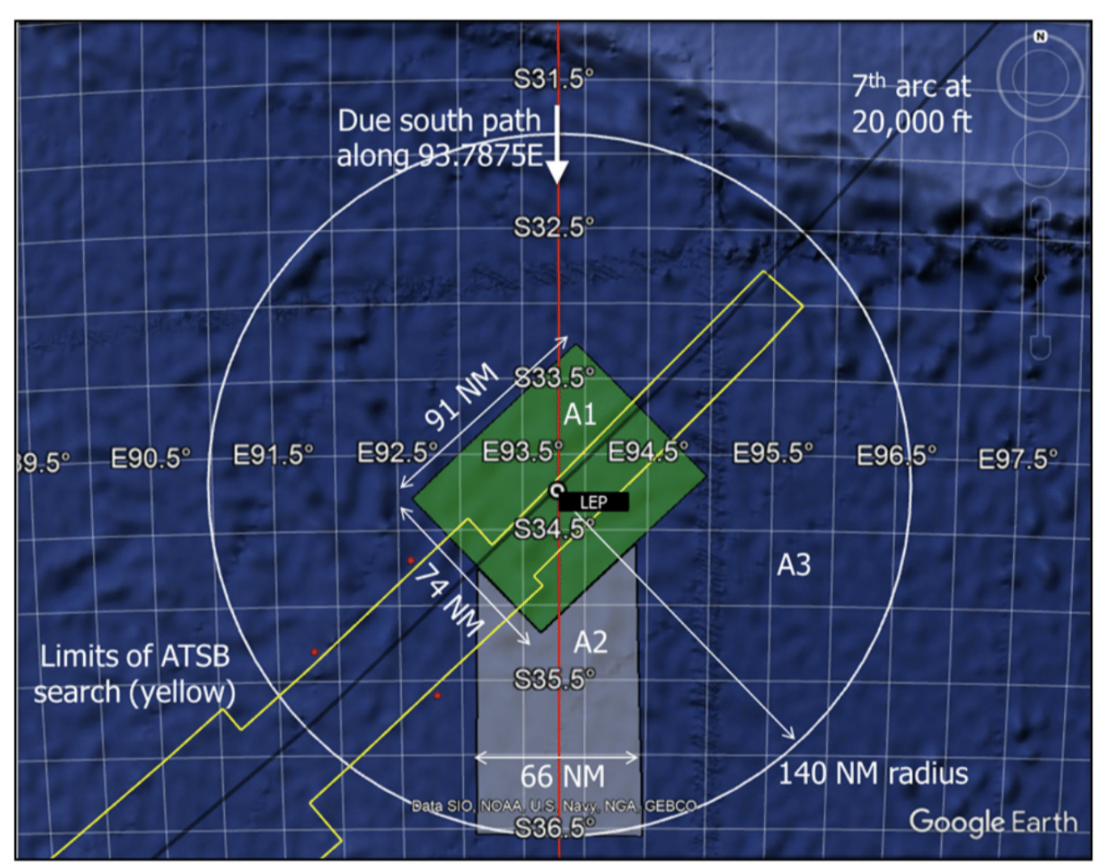 N
S31.5°
7th arc at
20,000 ft
Due south path
along 93.7875E
S32.5°
91 NM
S33.5°
A1
39.5°
E90.5°
E91.5°
E92.5°
E93.5°
E94.5°
E95.5°
E96.5°
E97.5°
LEP
S34.5°
74 NM
A3
A2
Limits of ATSB
search (yellow)
S35.5°
66 NM
140 NM radius
Data SIO, NOAA, U.S. Navy, NGA, GEBCO
S36.5°
Google Earth